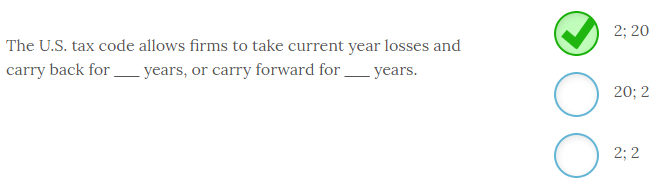 The U.S. tax code allows firms to take current year losses and
carry back for ___ years, or carry forward for ___ years.
2; 20
20; 2
2; 2